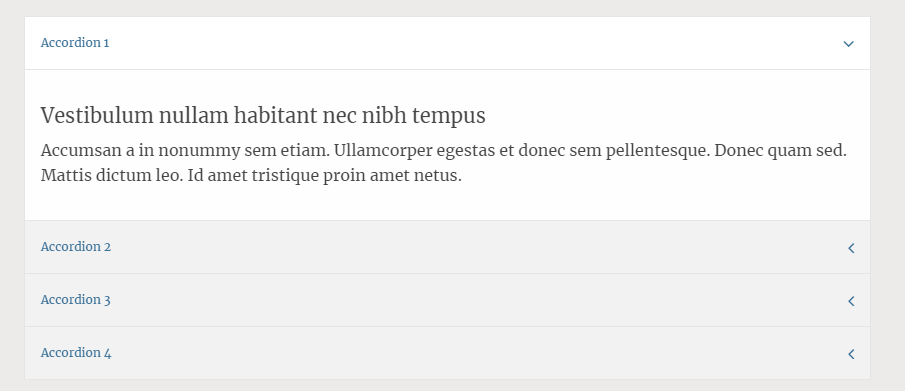 Accordion 1
Vestibulum nullam habitant nec nibh tempus
Accumsan a in nonummy sem etiam. Ullamcorper egestas et donec sem pellentesque. Donec quam sed.
Mattis dictum leo. Id amet tristique proin amet netus.
Accordion 2
Accordion 3
Accordion 4